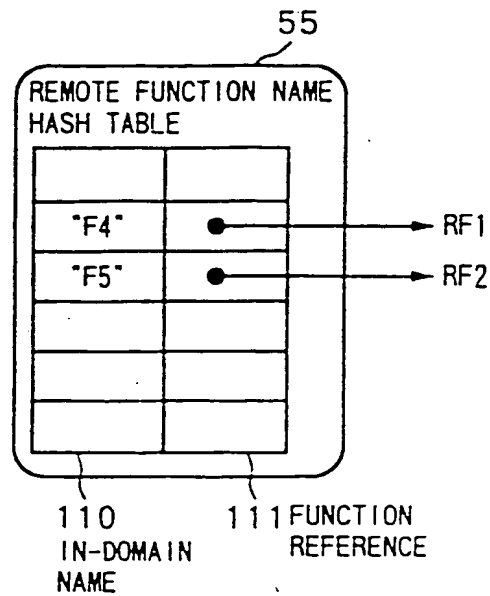 55
REMOTE FUNCTION NAME
HASH TABLE
"F4" RF1
"F5" RF2
110 111 FUNCTION
IN-DOMAIN REFERENCE
NAME